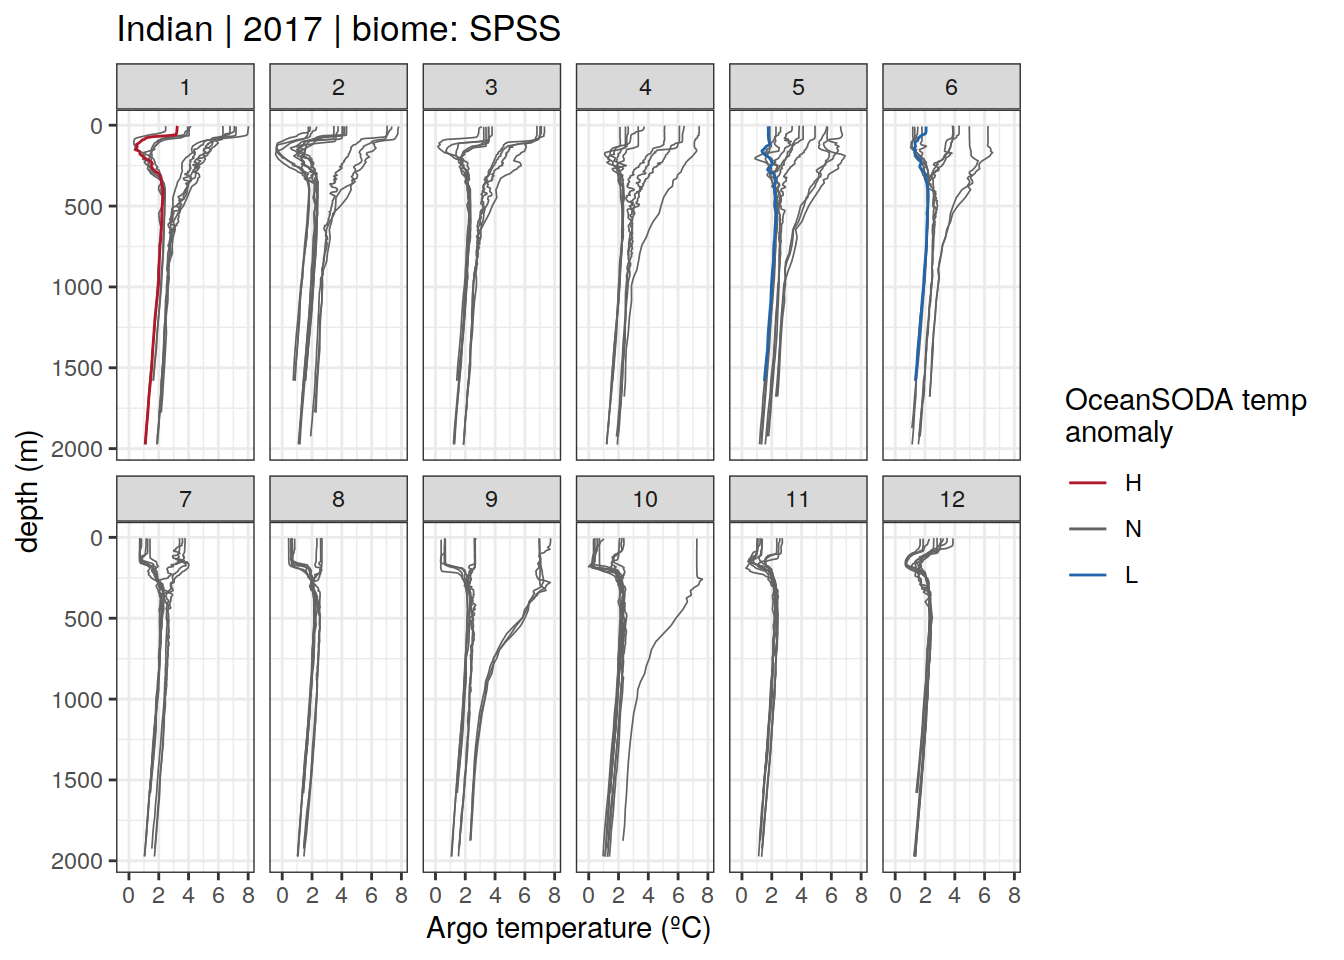 Indian | 2017 | biome: SPSS
1 2 3 4 5 6
0
500
1000
1500
2000
7 8 9 10 11 12
0
500
1000
1500
2000
0 2 4 6 8 0 2 4 6 8 0 2 4 6 8 0 2 4 6 8 0 2 4 6 8 0 2 4 6 8
Argo temperature (ºC)
depth (m)
OceanSODA temp
anomaly
H
N
L